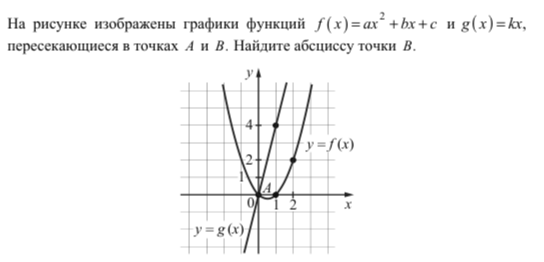 На рисунке изображены графики функций f(x)=ax²+bx+c и g(x)=kx,
пересекающиеся в точках A и B. Найдите абсциссу точки B.
y
4
y=f(x)
2
1
A
0 1 2 x
y=g(x)